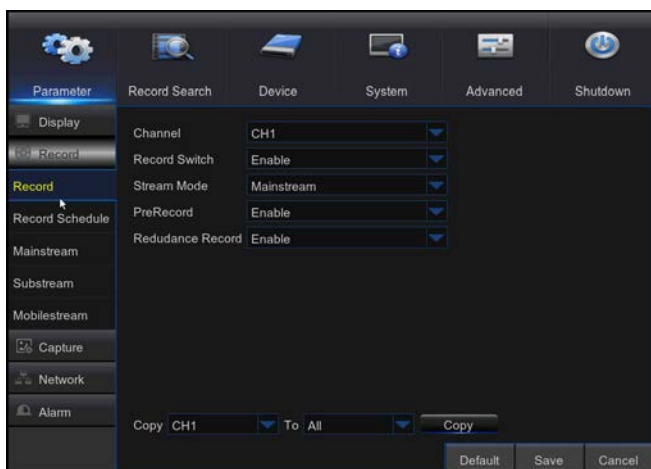 Parameter
Record Search
Device
System
Advanced
Shutdown
Display
Record
Record
Record Schedule
Mainstream
Substream
Mobilestream
Capture
Network
Alarm
Channel CH1
Record Switch Enable
Stream Mode Mainstream
PreRecord Enable
Redudance Record Enable
Copy CH1 To All Copy
Default Save Cancel